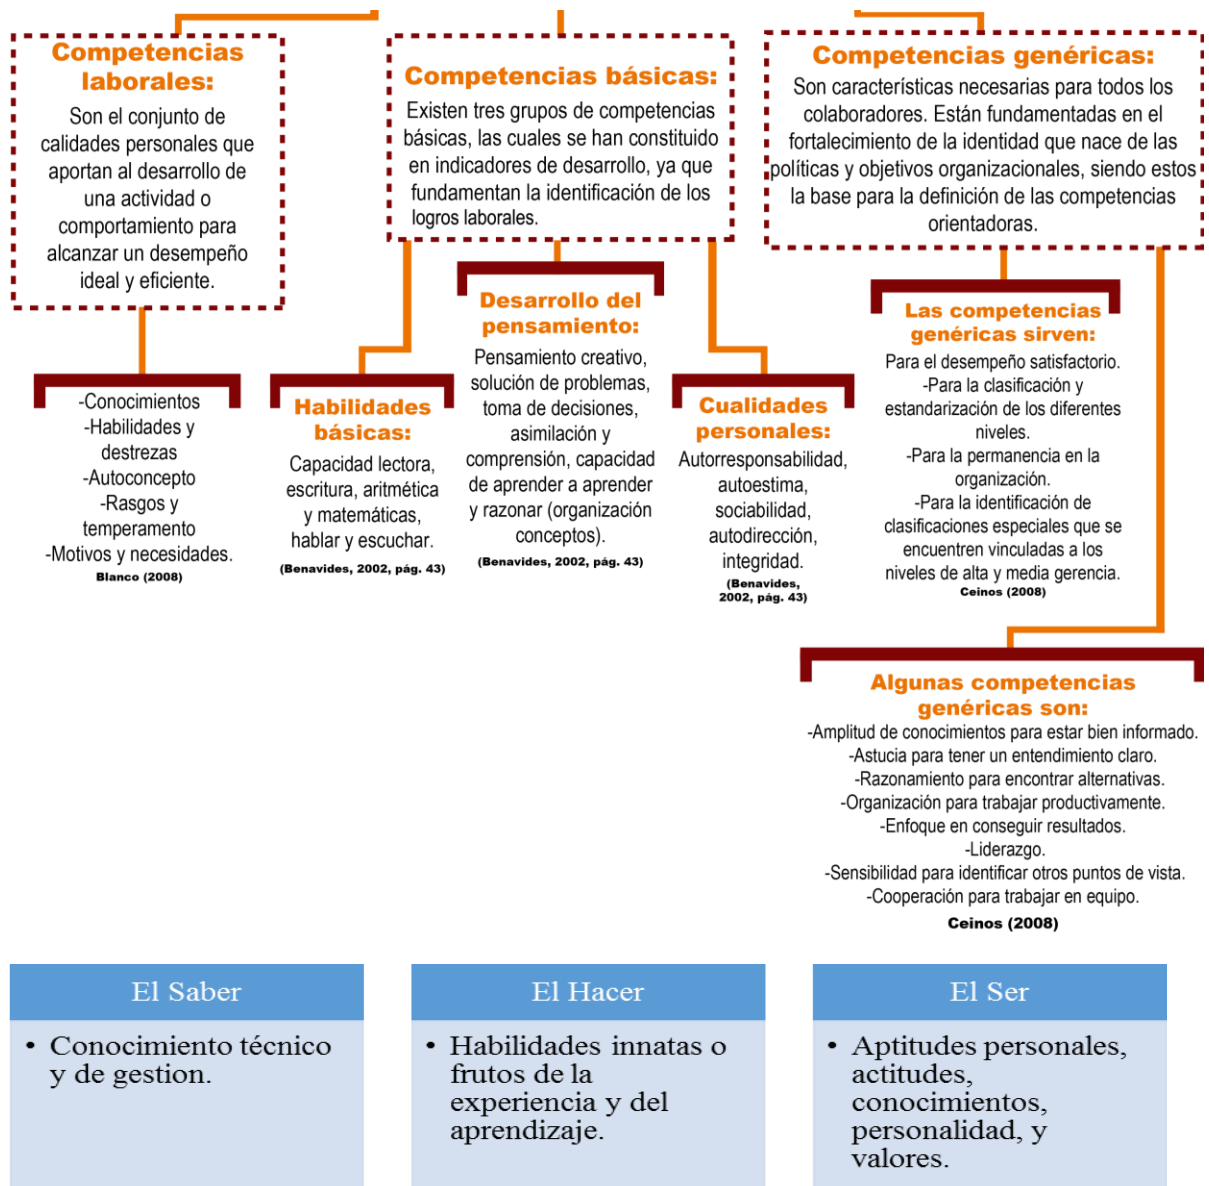 Competencias
laborales:
Son el conjunto de
calidades personales que
aportan al desarrollo de
una actividad o
comportamiento para
alcanzar un desempeño
ideal y eficiente.
-Conocimientos
-Habilidades y
destrezas
-Autoconcepto
-Rasgos y
temperamento
-Motivos y necesidades.
Blanco (2008)
Competencias básicas:
Existen tres grupos de competencias
básicas, las cuales se han constituido
en indicadores de desarrollo, ya que
fundamentan la identificación de los
logros laborales.
Habilidades
básicas:
Capacidad lectora,
escritura, aritmética
y matemáticas,
hablar y escuchar.
(Benavides, 2002, pág. 43)
Desarrollo del
pensamiento:
Pensamiento creativo,
solución de problemas,
toma de decisiones,
asimilación y
comprensión, capacidad
de aprender a aprender
y razonar (organización
conceptos).
(Benavides, 2002, pág. 43)
Cualidades
personales:
Autorresponsabilidad,
autoestima,
sociabilidad,
autodirección,
integridad.
(Benavides,
2002, pág. 43)
Competencias genéricas:
Son características necesarias para todos los
colaboradores. Están fundamentadas en el
fortalecimiento de la identidad que nace de las
políticas y objetivos organizacionales, siendo estos
la base para la definición de las competencias
orientadoras.
Las competencias
genéricas sirven:
Para el desempeño satisfactorio.
-Para la clasificación y
estandarización de los diferentes
niveles.
-Para la permanencia en la
organización.
-Para la identificación de
clasificaciones especiales que se
encuentren vinculadas a los
niveles de alta y media gerencia.
Ceinos (2008)
Algunas competencias
genéricas son:
-Amplitud de conocimientos para estar bien informado.
-Astucia para tener un entendimiento claro.
-Razonamiento para encontrar alternativas.
-Organización para trabajar productivamente.
-Enfoque en conseguir resultados.
-Liderazgo.
-Sensibilidad para identificar otros puntos de vista.
-Cooperación para trabajar en equipo.
Ceinos (2008)
El Saber
• Conocimiento técnico
y de gestion.
El Hacer
• Habilidades innatas o
frutos de la
experiencia y del
aprendizaje.
El Ser
• Aptitudes personales,
actitudes,
conocimientos,
personalidad, y
valores.